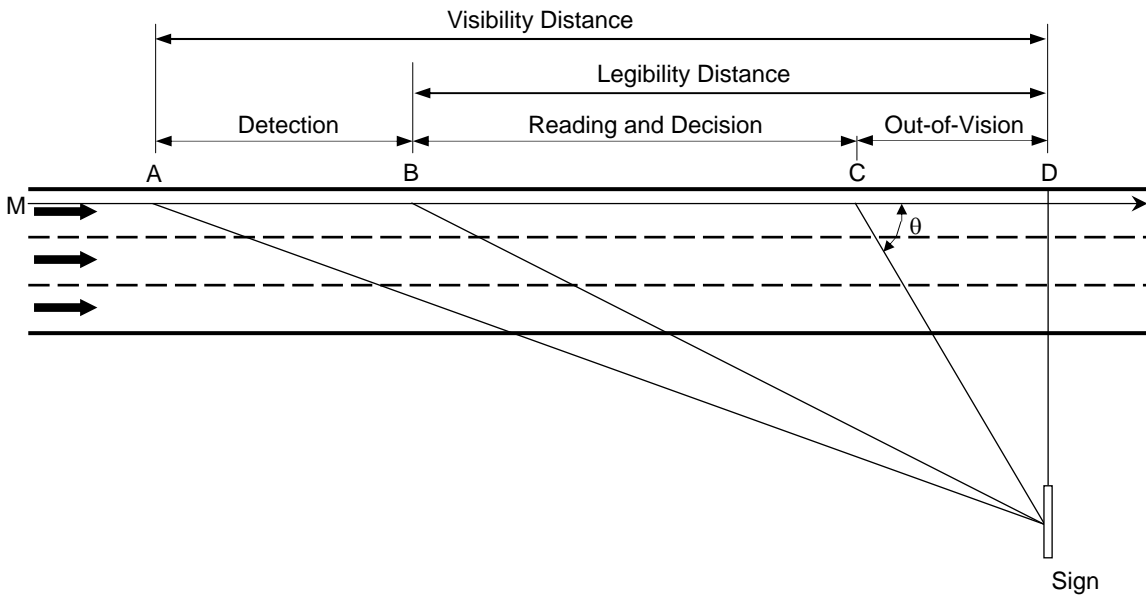 Visibility Distance
Legibility Distance
Detection
Reading and Decision
Out-of-Vision
A
B
C
D
M
θ
Sign